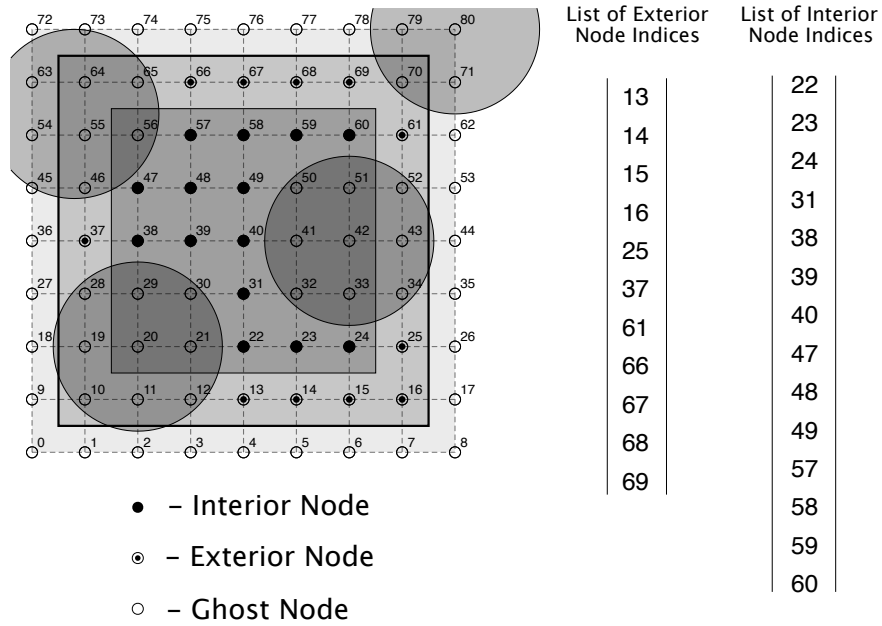 72 73 74 75 76 77 78 79 80
63 64 65 66 67 68 69 70 71
54 55 56 57 58 59 60 61 62
45 46 47 48 49 50 51 52 53
36 37 38 39 40 41 42 43 44
27 28 29 30 31 32 33 34 35
18 19 20 21 22 23 24 25 26
9 10 11 12 13 14 15 16 17
0 1 2 3 4 5 6 7 8
– Interior Node
– Exterior Node
– Ghost Node
List of Exterior
Node Indices
13
14
15
16
25
37
61
66
67
68
69
List of Interior
Node Indices
22
23
24
31
38
39
40
47
48
49
57
58
59
60